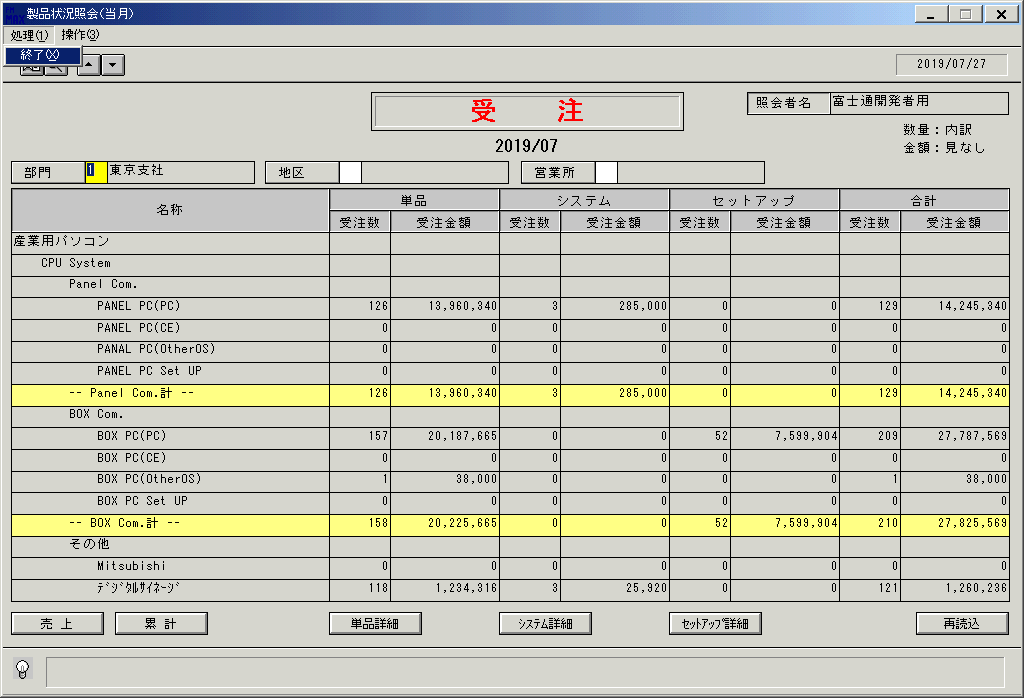 製品状況照会(当月)
処理(1) 操作(3)
終了(X)
2019/07/27
受 注
照会者名 富士通開発者用
2019/07
数量：内訳
金額：見なし
部門 1 東京支社 地区 営業所
名称 単品 システム セットアップ 合計
受注数 受注金額 受注数 受注金額 受注数 受注金額 受注数 受注金額
産業用パソコン
CPU System
Panel Com.
PANEL PC(PC) 126 13,960,340 3 285,000 0 0 129 14,245,340
PANEL PC(CE) 0 0 0 0 0 0 0 0
PANAL PC(OtherOS) 0 0 0 0 0 0 0 0
PANEL PC Set UP 0 0 0 0 0 0 0 0
-- Panel Com.計 -- 126 13,960,340 3 285,000 0 0 129 14,245,340
BOX Com.
BOX PC(PC) 157 20,187,665 0 0 52 7,599,904 209 27,787,569
BOX PC(CE) 0 0 0 0 0 0 0 0
BOX PC(OtherOS) 1 38,000 0 0 0 0 1 38,000
BOX PC Set UP 0 0 0 0 0 0 0 0
-- BOX Com.計 -- 158 20,225,665 0 0 52 7,599,904 210 27,825,569
その他
Mitsubishi 0 0 0 0 0 0 0 0
ﾃﾞｼﾞﾀﾙｻｲﾈｰｼﾞ 118 1,234,316 3 25,920 0 0 121 1,260,236
売 上 累 計 単品詳細 ｼｽﾃﾑ詳細 ｾｯﾄｱｯﾌﾟ詳細 再読込